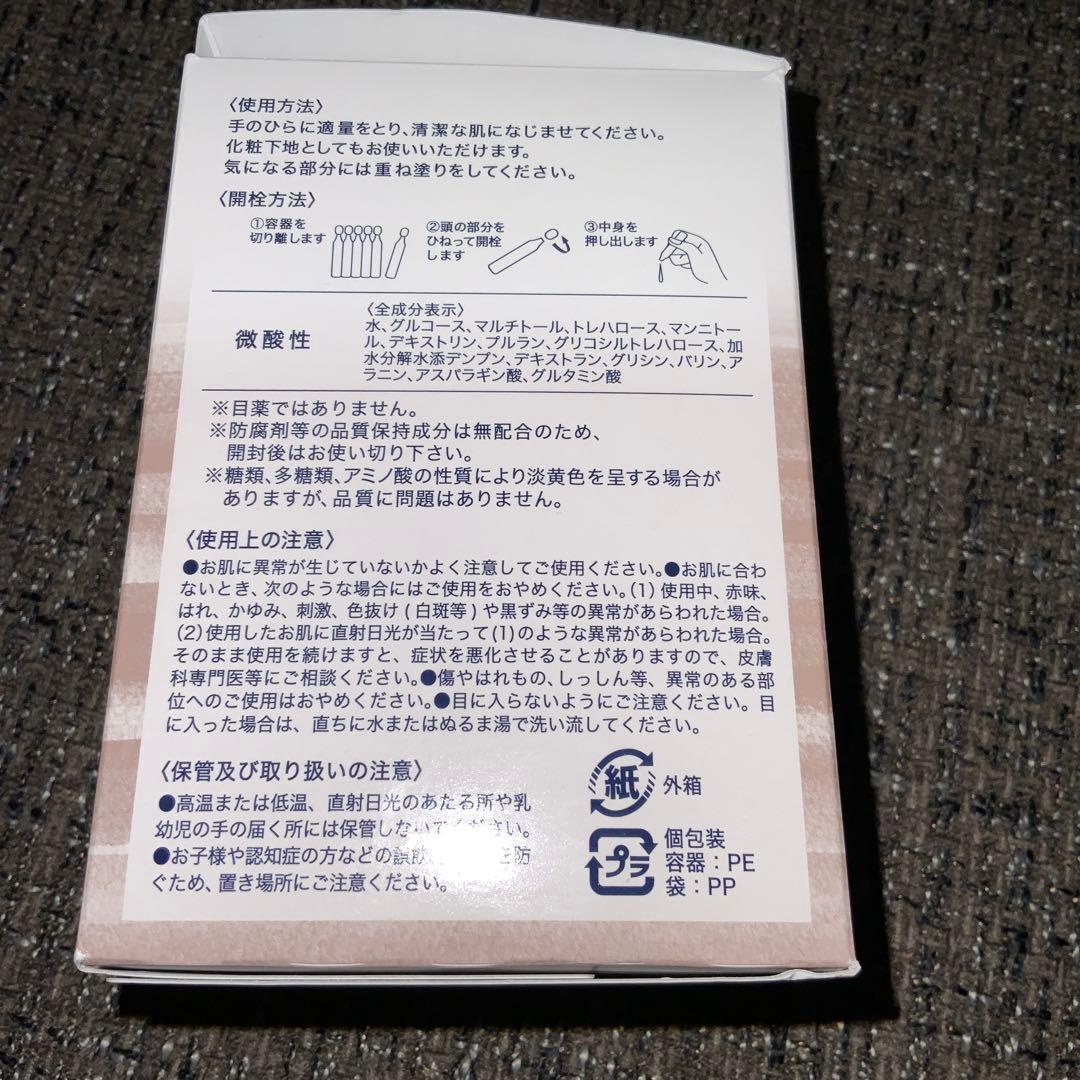 〈使用方法〉
手のひらに適量をとり、清潔な肌になじませてください。
化粧下地としてもお使いいただけます。
気になる部分には重ね塗りをしてください。
〈開栓方法〉
①容器を
切り離します
②頭の部分を
ひねって開栓
します
③中身を
押し出します
微酸性
〈全成分表示〉
水、グルコース、マルチトール、トレハロース、マンニトー
ル、デキストリン、プルラン、グリコシルトレハロース、加
水分解水添デンプン、デキストラン、グリシン、バリン、ア
ラニン、アスパラギン酸、グルタミン酸
※目薬ではありません。
※防腐剤等の品質保持成分は無配合のため、
開封後はお使い切り下さい。
※糖類、多糖類、アミノ酸の性質により淡黄色を呈する場合が
ありますが、品質に問題はありません。
〈使用上の注意〉
●お肌に異常が生じていないかよく注意してご使用ください。●お肌に合わ
ないとき、次のような場合にはご使用をおやめください。(1) 使用中、赤味、
はれ、かゆみ、刺激、色抜け ( 白斑等 ) や黒ずみ等の異常があらわれた場合。
(2)使用したお肌に直射日光が当たって(1)のような異常があらわれた場合。
そのまま使用を続けますと、症状を悪化させることがありますので、皮膚
科専門医等にご相談ください。●傷やはれもの、しっしん等、異常のある部
位へのご使用はおやめください。●目に入らないようにご注意ください。目
に入った場合は、直ちに水またはぬるま湯で洗い流してください。
〈保管及び取り扱いの注意〉
●高温または低温、直射日光のあたる所や乳
幼児の手の届く所には保管しないでください。
●お子様や認知症の方などの誤飲 防
ぐため、置き場所にご注意ください。
紙 外箱
プラ
個包装
容器：PE
袋：PP